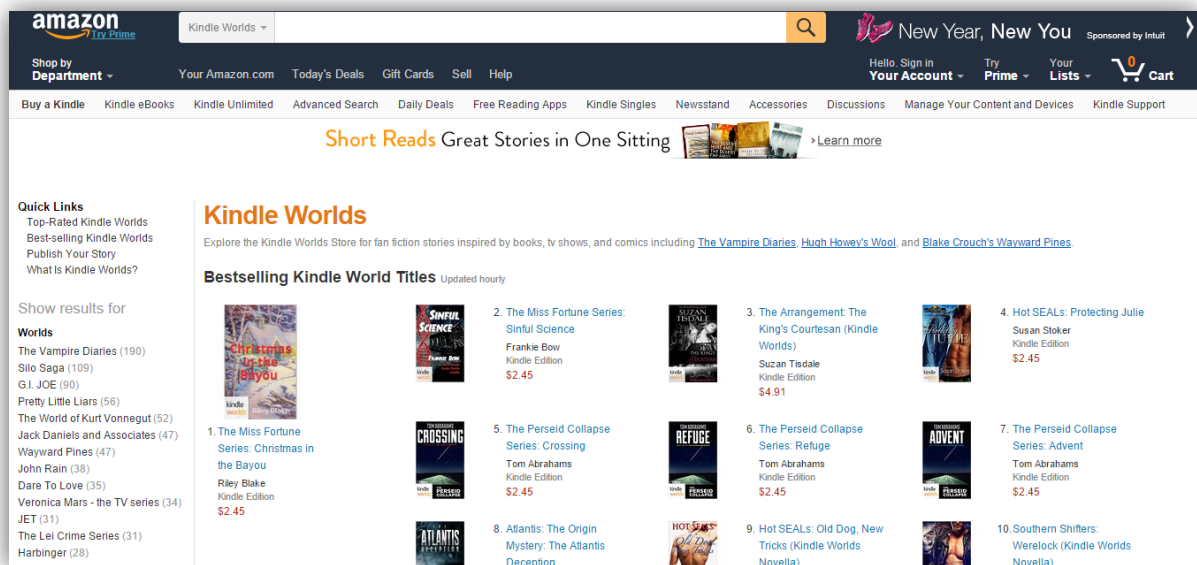 amazon
Try Prime
Kindle Worlds
New Year, New You Sponsored by Intuit
Shop by
Department
Your Amazon.com Today's Deals Gift Cards Sell Help
Hello. Sign in
Your Account
Try
Prime
Your
Lists
0
Cart
Buy a Kindle Kindle eBooks Kindle Unlimited Advanced Search Daily Deals Free Reading Apps Kindle Singles Newsstand Accessories Discussions Manage Your Content and Devices Kindle Support
Short Reads Great Stories in One Sitting ›Learn more
Quick Links
Top-Rated Kindle Worlds
Best-selling Kindle Worlds
Publish Your Story
What Is Kindle Worlds?
Show results for
Worlds
The Vampire Diaries (190)
Silo Saga (109)
G.I. JOE (90)
Pretty Little Liars (56)
The World of Kurt Vonnegut (52)
Jack Daniels and Associates (47)
Wayward Pines (47)
John Rain (38)
Dare To Love (35)
Veronica Mars - the TV series (34)
JET (31)
The Lei Crime Series (31)
Harbinger (28)
Kindle Worlds
Explore the Kindle Worlds Store for fan fiction stories inspired by books, tv shows, and comics including The Vampire Diaries, Hugh Howey's Wool, and Blake Crouch's Wayward Pines.
Bestselling Kindle World Titles Updated hourly
Christmas
in the
Bayou
kindle
worlds
Riley Blake
1. The Miss Fortune
Series: Christmas in
the Bayou
Riley Blake
Kindle Edition
$2.45
SINFUL
SCIENCE
FRANKIE BOW
2. The Miss Fortune Series:
Sinful Science
Frankie Bow
Kindle Edition
$2.45
SUZAN
TISDALE
3. The Arrangement: The
King's Courtesan (Kindle
Worlds)
Suzan Tisdale
Kindle Edition
$4.91
JULIE
Susan Stoker
4. Hot SEALs: Protecting Julie
Susan Stoker
Kindle Edition
$2.45
TOM ABRAHAMS
CROSSING
PERSEID
COLLAPSE
5. The Perseid Collapse
Series: Crossing
Tom Abrahams
Kindle Edition
$2.45
TOM ABRAHAMS
REFUGE
PERSEID
COLLAPSE
6. The Perseid Collapse
Series: Refuge
Tom Abrahams
Kindle Edition
$2.45
TOM ABRAHAMS
ADVENT
PERSEID
COLLAPSE
7. The Perseid Collapse
Series: Advent
Tom Abrahams
Kindle Edition
$2.45
ATLANTIS
DECEPTION
8. Atlantis: The Origin
Mystery: The Atlantis
Deception
HOT SEALS
Old Dog,
9. Hot SEALs: Old Dog, New
Tricks (Kindle Worlds
Novella)
10. Southern Shifters:
Werelock (Kindle Worlds
Novella)